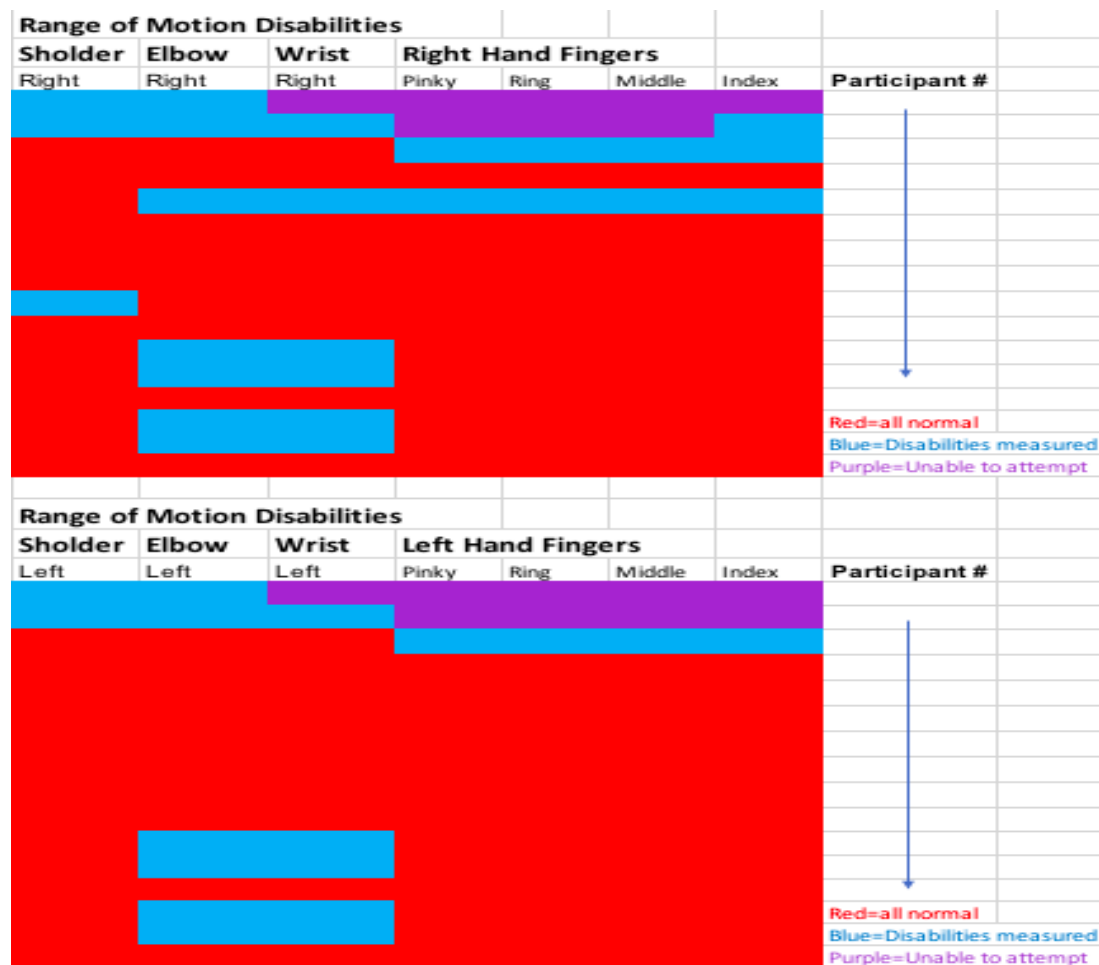 Range of Motion Disabilities
Sholder Elbow Wrist Right Hand Fingers
Right Right Right Pinky Ring Middle Index Participant #
Red=all normal
Blue=Disabilities measured
Purple=Unable to attempt
Range of Motion Disabilities
Sholder Elbow Wrist Left Hand Fingers
Left Left Left Pinky Ring Middle Index Participant #
Red=all normal
Blue=Disabilities measured
Purple=Unable to attempt